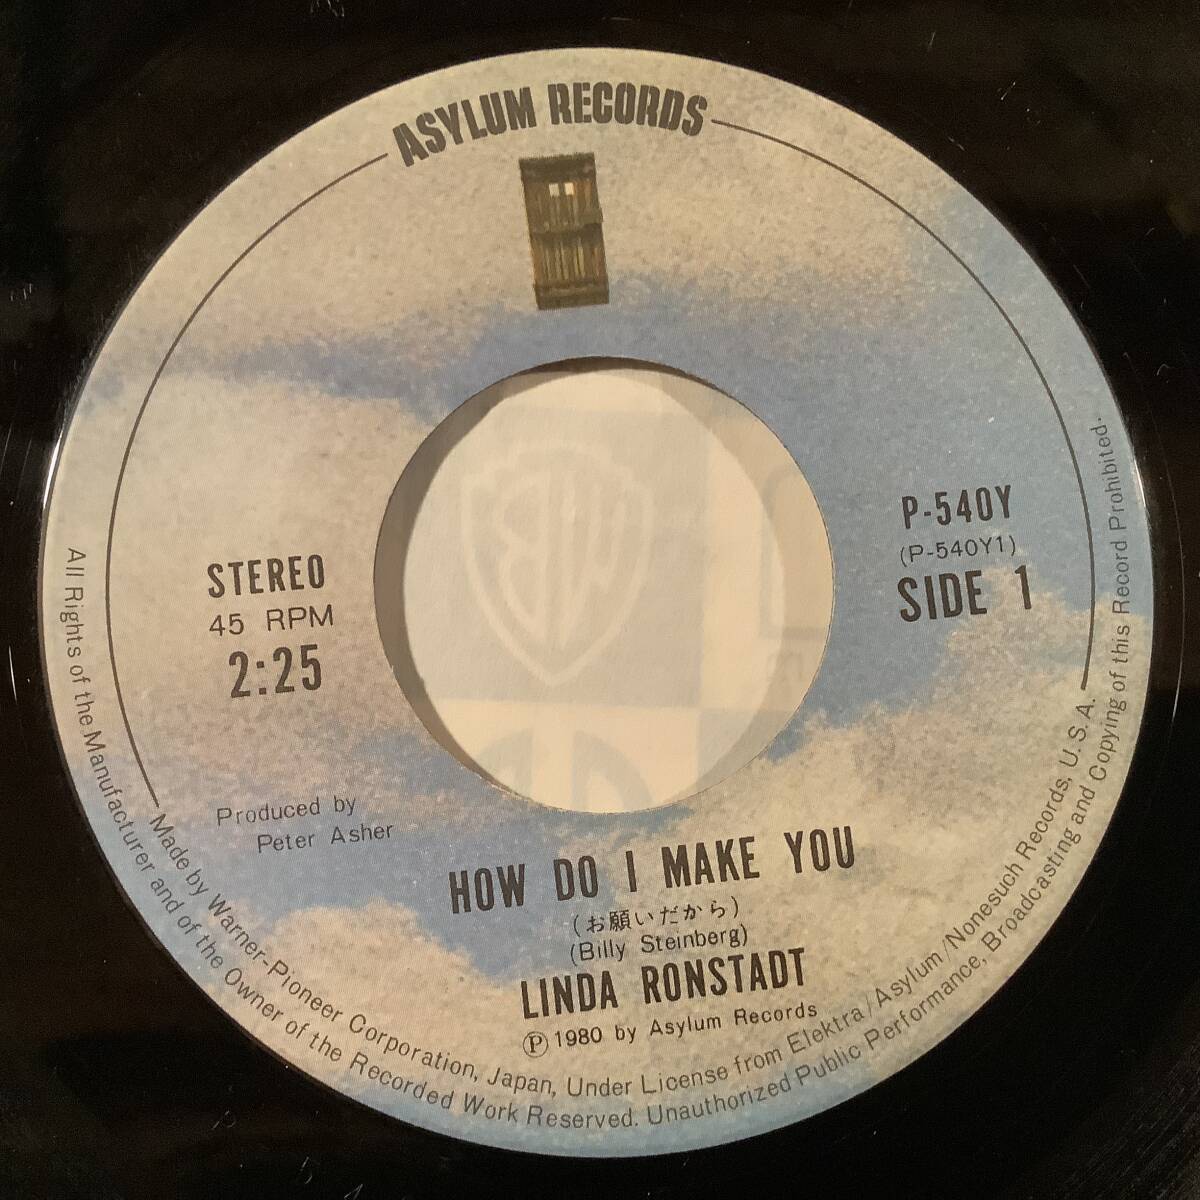 ASYLUM RECORDS
P-540Y
(P-540Y1)
SIDE 1
STEREO
45 RPM
2:25
Produced by
Peter Asher
HOW DO I MAKE YOU
(お願いだから)
(Billy Steinberg)
LINDA RONSTADT
Ⓟ 1980 by Asylum Records
Made by Warner-Pioneer Corporation, Japan, Under License from Elektra/Asylum/Nonesuch Records, U.S.A.
All Rights of the Manufacturer and of the Owner of the Recorded Work Reserved. Unauthorized Public Performance, Broadcasting and Copying of this Record Prohibited.